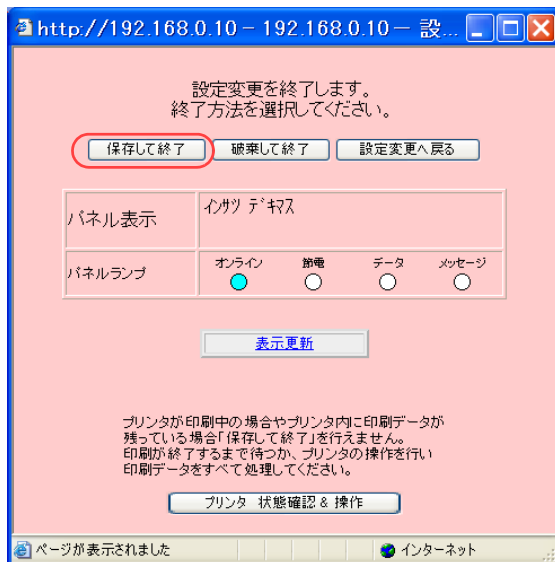 http://192.168.0.10 - 192.168.0.10 - 設...
設定変更を終了します。
終了方法を選択してください。
保存して終了 破棄して終了 設定変更へ戻る
パネル表示 インサツ デキマス
パネルランプ オンライン 節電 データ メッセージ
表示更新
プリンタが印刷中の場合やプリンタ内に印刷データが
残っている場合「保存して終了」を行えません。
印刷が終了するまで待つか、プリンタの操作を行い
印刷データをすべて処理してください。
プリンタ 状態確認 & 操作
ページが表示されました インターネット